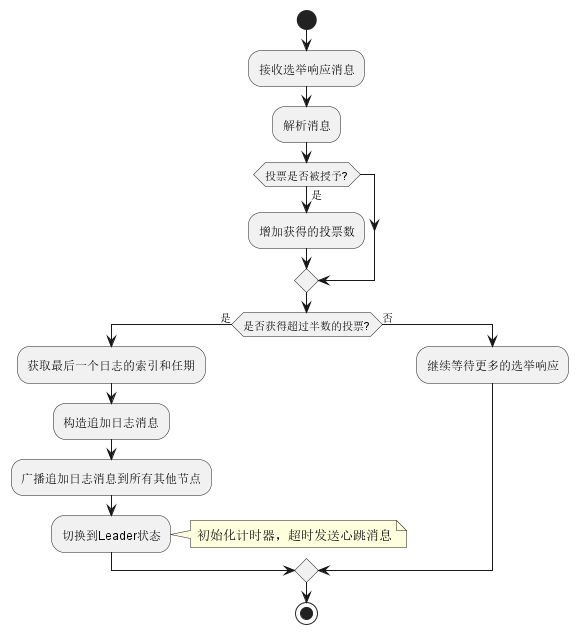 接收选举响应消息
解析消息
投票是否被授予?
是
增加获得的投票数
是
是否获得超过半数的投票?
否
获取最后一个日志的索引和任期
继续等待更多的选举响应
构造追加日志消息
广播追加日志消息到所有其他节点
切换到Leader状态
初始化计时器，超时发送心跳消息